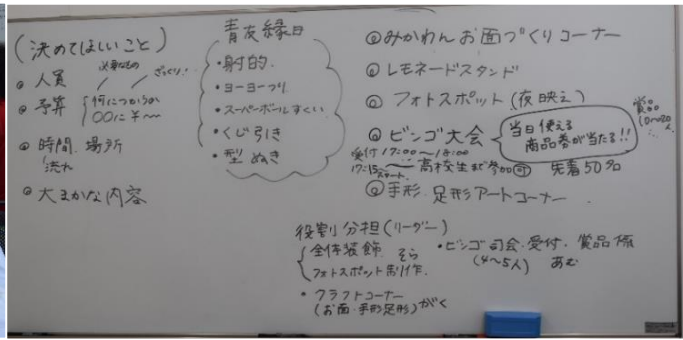 (決めてほしいこと)
必要なもの ざっくり!
◎人員
◎予算 何につかうか
○○に¥〜
◎時間、場所
流れ
◎大まかな内容
青友縁日
・射的
・ヨーヨーつり
・スーパーボールすくい
・くじ引き
・型ぬき
◎みかわんお面づくりコーナー
◎レモネードスタンド
◎フォトスポット(夜映え)
◎ビンゴ大会
当日使える
商品券が当たる!!
賞品
受付17:00〜18:00
17:15スタート 高校生まで参加可 先着50名
◎手形、足形アートコーナー
役割分担(リーダー)
全体装飾 そら
フォトスポット制作
・クラフトコーナー
(お面・手形足形)がく
・ビンゴ司会・受付・賞品係
(4〜5人) あむ